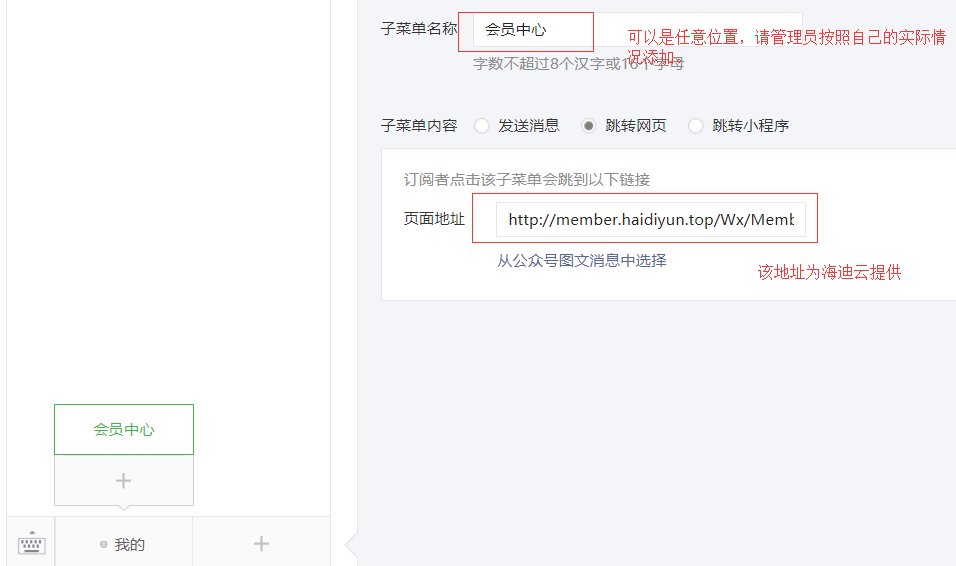 子菜单名称
会员中心
可以是任意位置，请管理员按照自己的实际情
况添加。
字数不超过8个汉字或16个字母
子菜单内容 发送消息 跳转网页 跳转小程序
订阅者点击该子菜单会跳到以下链接
页面地址
http://member.haidiyun.top/Wx/Memb
从公众号图文消息中选择
该地址为海迪云提供
会员中心
我的